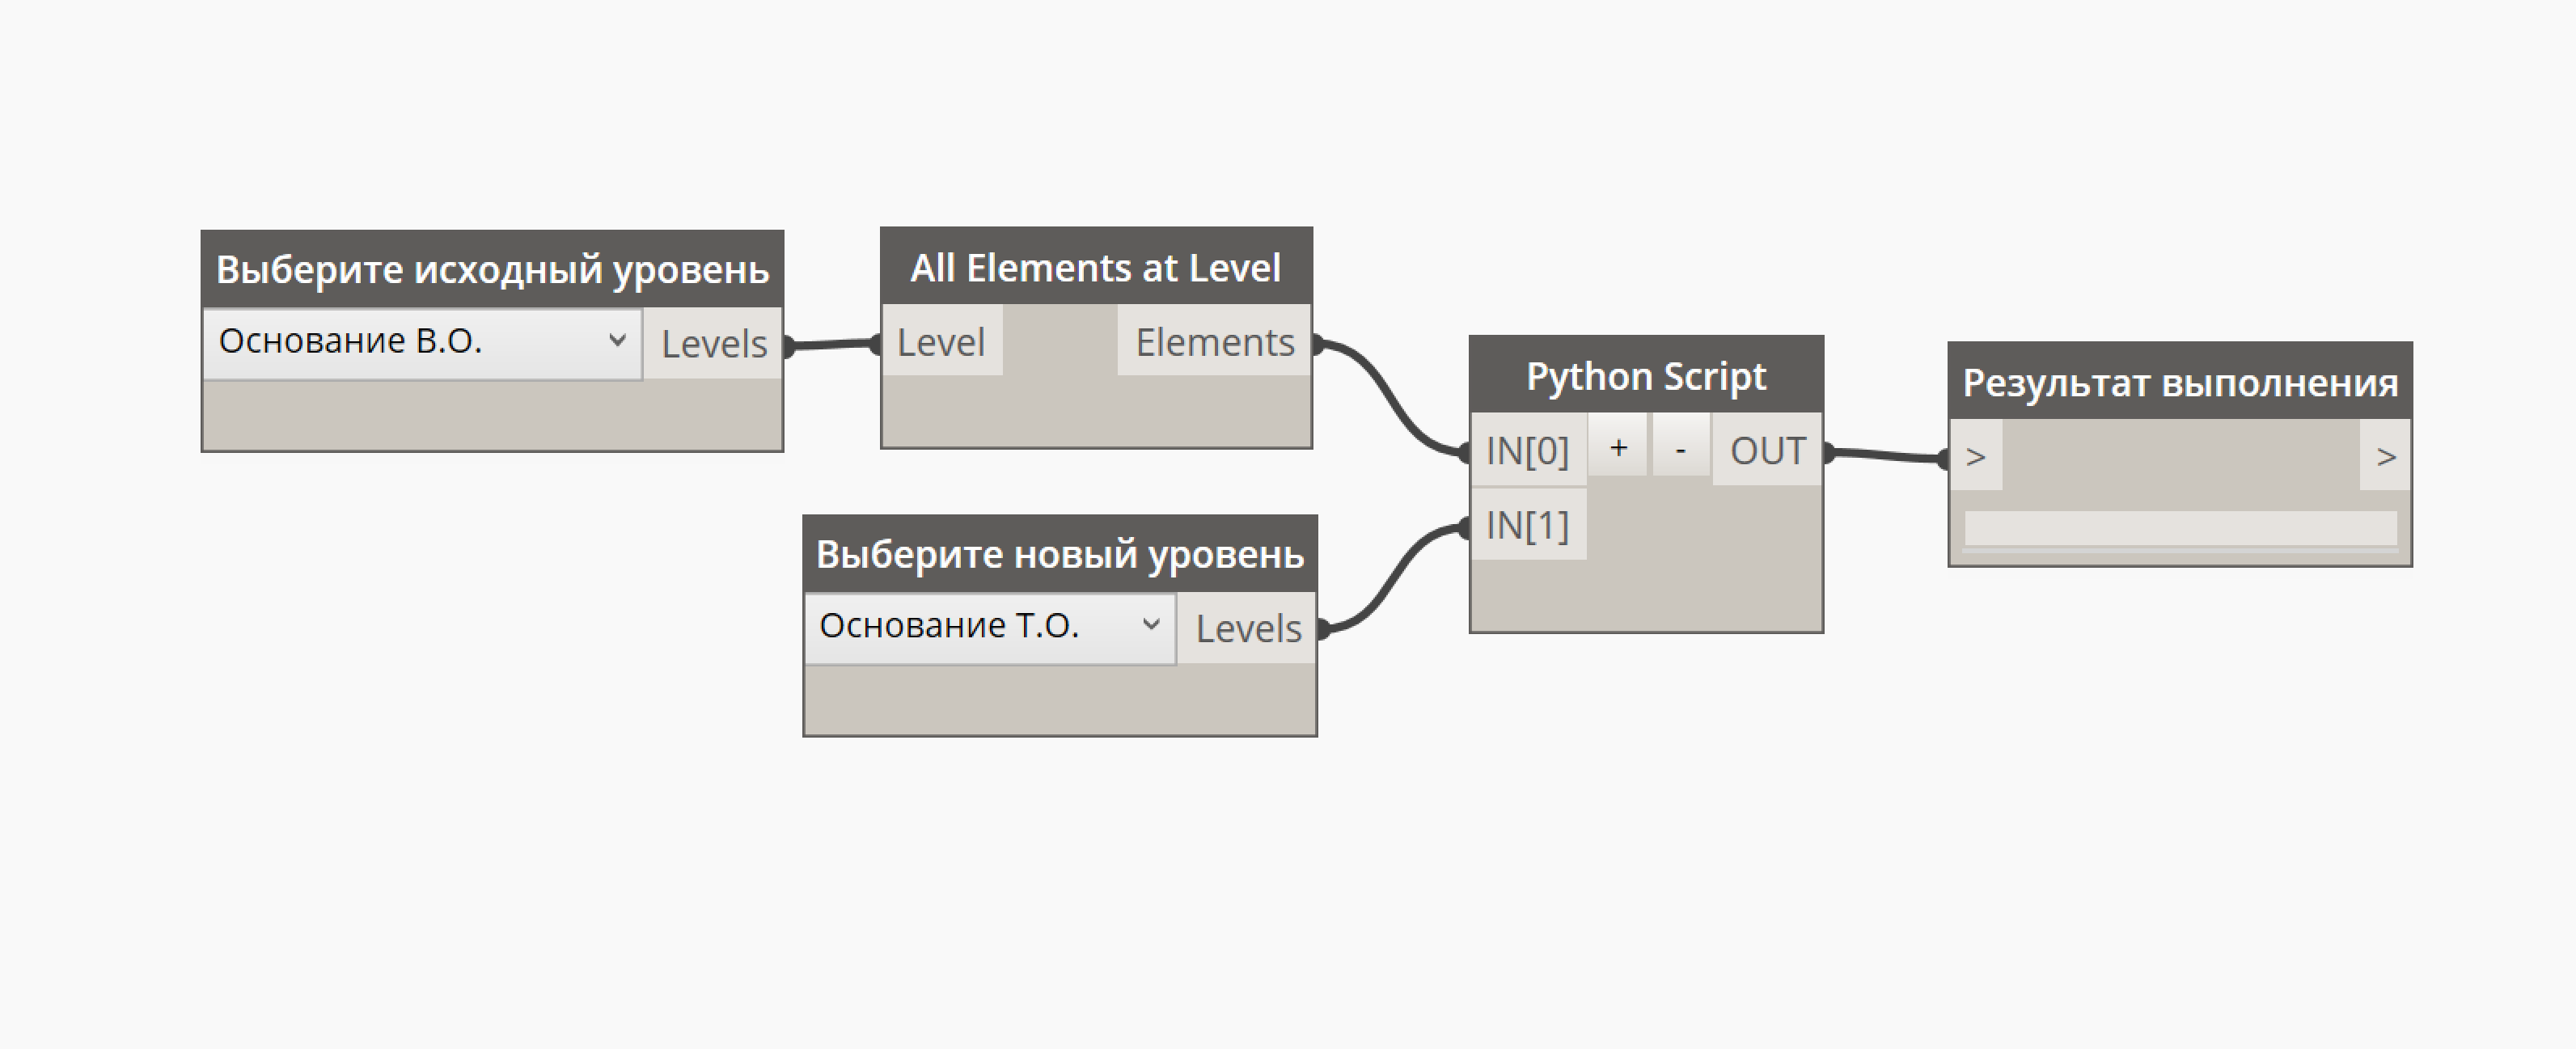 Выберите исходный уровень
Основание В.О.
Levels
All Elements at Level
Level
Elements
Выберите новый уровень
Основание Т.О.
Levels
Python Script
IN[0]
+
-
OUT
IN[1]
Результат выполнения
>
>